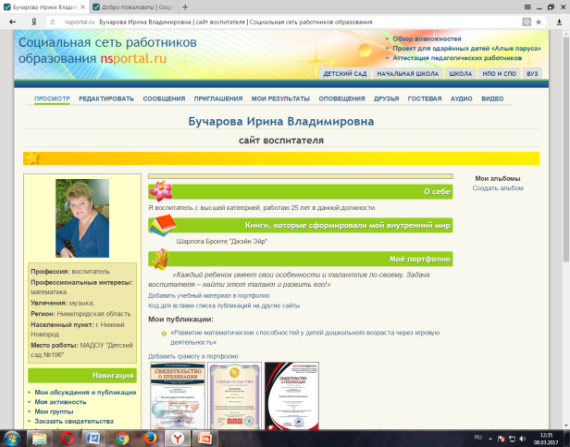 Бучарова Ирина Владимировна
Добро пожаловать! | Соци
nsportal.ru Бучарова Ирина Владимировна | сайт воспитателя | Социальная сеть работников образования
Социальная сеть работников
образования nsportal.ru
Обзор возможностей
Проект для одарённых детей «Алые паруса»
Аттестация педагогических работников
ДЕТСКИЙ САД НАЧАЛЬНАЯ ШКОЛА ШКОЛА НПО И СПО ВУЗ
ПРОСМОТР РЕДАКТИРОВАТЬ СООБЩЕНИЯ ПРИГЛАШЕНИЯ МОИ РЕЗУЛЬТАТЫ ОПОВЕЩЕНИЯ ДРУЗЬЯ ГОСТЕВАЯ АУДИО ВИДЕО
Бучарова Ирина Владимировна
сайт воспитателя
Профессия: воспитатель
Профессиональные интересы:
математика
Увлечения: музыка,
Регион: Нижегородская область
Населенный пункт: г Нижний
Новгород
Место работы: МАДОУ "Детский
сад №198"
Навигация
Мои обсуждения и публикации
Моя активность
Мои группы
Заказать свидетельства
О себе
Я воспитатель с высшей категорией, работаю 25 лет в данной должности.
Книги, которые сформировали мой внутренний мир
Шарлота Бронте "Джэйн Эйр"
Моё портфолио
«Каждый ребенок имеет свои особенности и талантлив по-своему. Задача
воспитателя – найти этот талант и развить его!»
Добавить учебный материал в портфолио
Код для вставки списка публикаций на другие сайты
Мои публикации:
«Развитие математических способностей у детей дошкольного возраста через игровую
деятельность»
Добавить грамоту в портфолио
СВИДЕТЕЛЬСТВО
О ПУБЛИКАЦИИ
СВИДЕТЕЛЬСТВО
СВИДЕТЕЛЬСТВО
О ПУБЛИКАЦИИ
Мои альбомы
Создать альбом
RU
12:35
06.03.2017